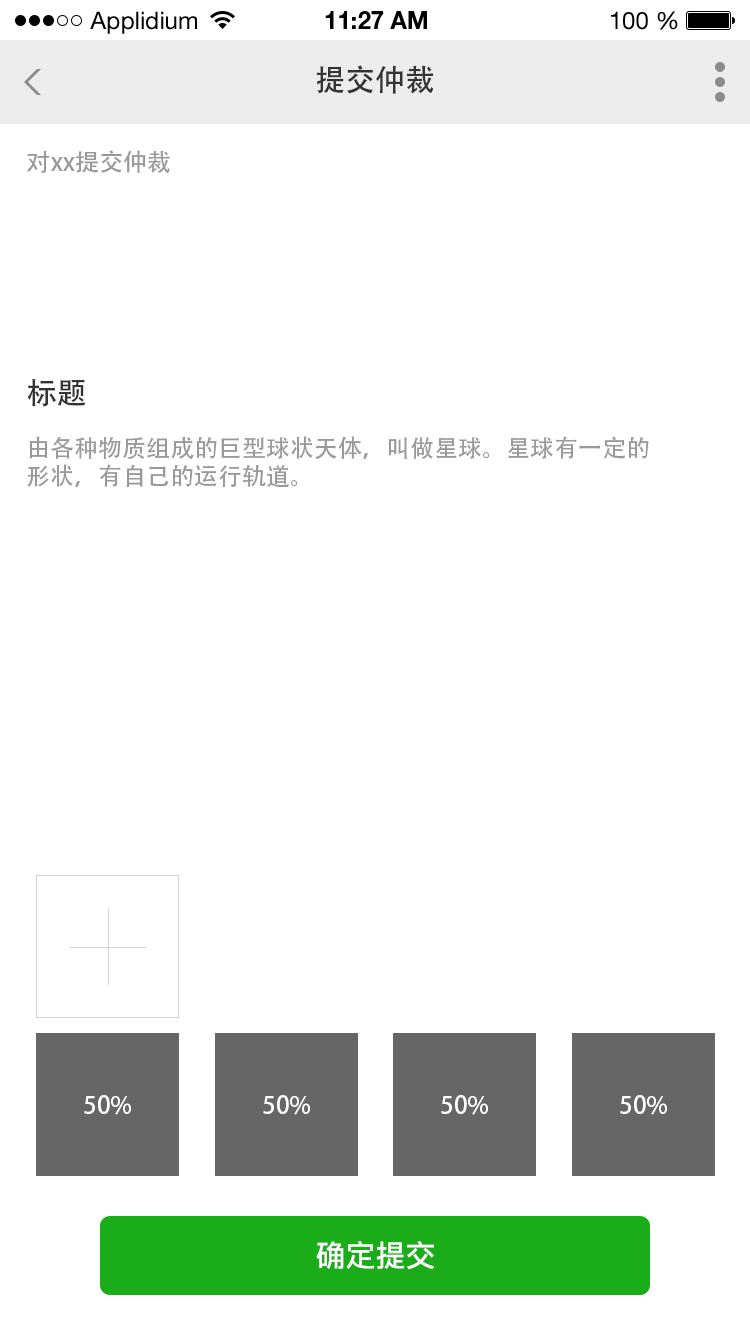 Applidium 11:27 AM 100 %
提交仲裁
对xx提交仲裁
标题
由各种物质组成的巨型球状天体，叫做星球。星球有一定的
形状，有自己的运行轨道。
50% 50% 50% 50%
确定提交